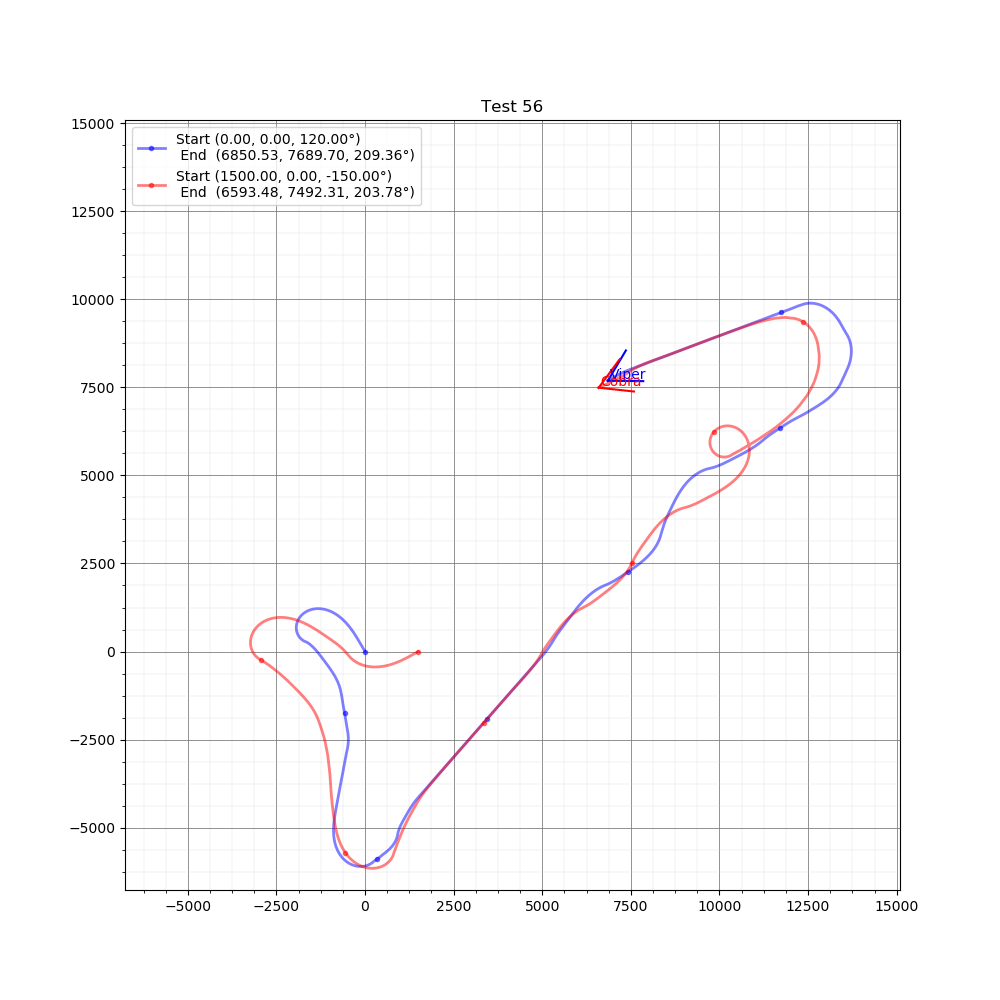 Test 56
Start (0.00, 0.00, 120.00°)
End (6850.53, 7689.70, 209.36°)
Start (1500.00, 0.00, -150.00°)
End (6593.48, 7492.31, 203.78°)
15000
12500
10000
7500
5000
2500
0
−2500
−5000
Viper
Cobra
−5000 −2500 0 2500 5000 7500 10000 12500 15000